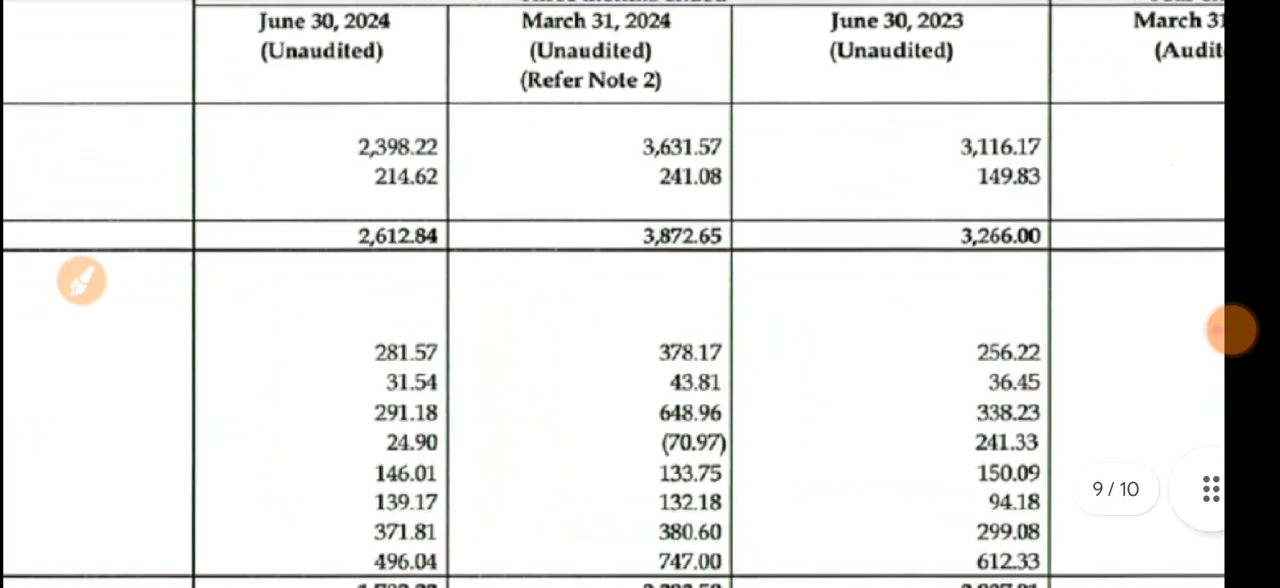 June 30, 2024 March 31, 2024 June 30, 2023
(Unaudited) (Unaudited) (Unaudited)
(Refer Note 2)
2,398.22 3,631.57 3,116.17
214.62 241.08 149.83
2,612.84 3,872.65 3,266.00
281.57 378.17 256.22
31.54 43.81 36.45
291.18 648.96 338.23
24.90 (70.97) 241.33
146.01 133.75 150.09
9 / 10
139.17 132.18 94.18
371.81 380.60 299.08
496.04 747.00 612.33